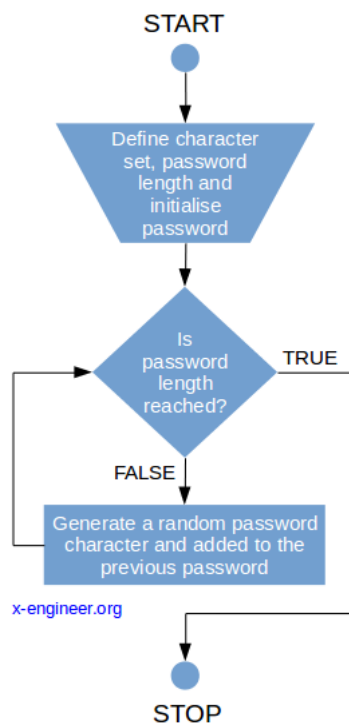 START
Define character
set, password
length and
initialise
password
Is
password
length
reached?
TRUE
FALSE
Generate a random password
character and added to the
previous password
x-engineer.org
STOP